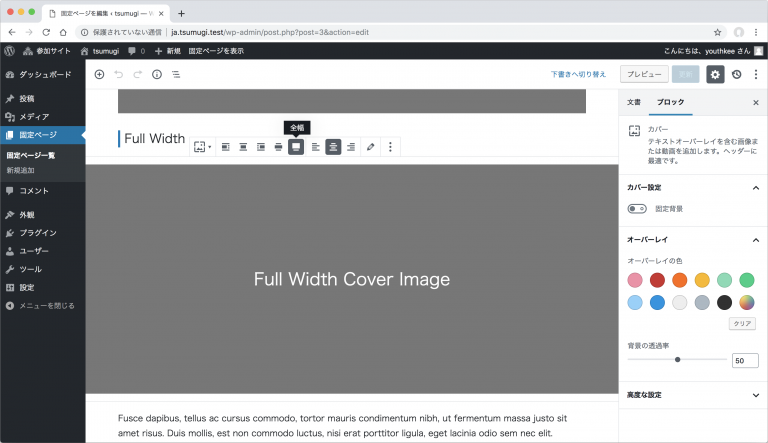 固定ページを編集 ‹ tsumugi — W
保護されていない通信 | ja.tsumugi.test/wp-admin/post.php?post=3&action=edit
参加サイト tsumugi 0 + 新規 固定ページを表示 こんにちは、youthkee さん
ダッシュボード
投稿
メディア
固定ページ
固定ページ一覧
新規追加
コメント
外観
プラグイン
ユーザー
ツール
設定
メニューを閉じる
下書きへ切り替え プレビュー 更新
全幅
Full Width
Full Width Cover Image
Fusce dapibus, tellus ac cursus commodo, tortor mauris condimentum nibh, ut fermentum massa justo sit
amet risus. Duis mollis, est non commodo luctus, nisi erat porttitor ligula, eget lacinia odio sem nec elit.
文書 ブロック
カバー
テキストオーバーレイを含む画像ま
たは動画を追加します。ヘッダーに
最適です。
カバー設定
固定背景
オーバーレイ
オーバーレイの色
クリア
背景の透過率
50
高度な設定